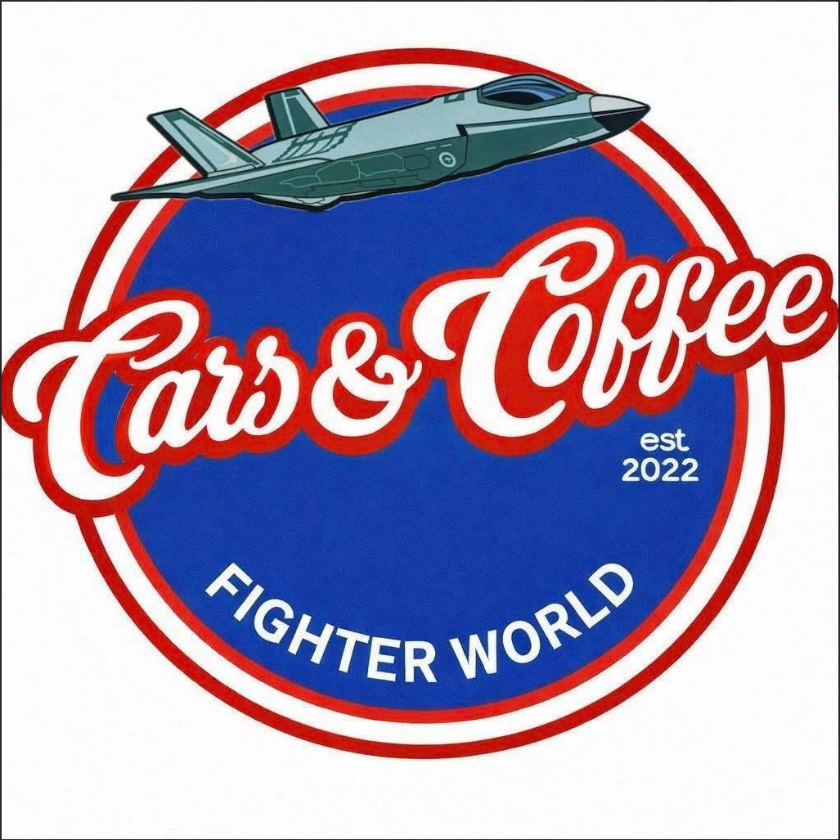 Cars & Coffee
est.
2022
FIGHTER WORLD